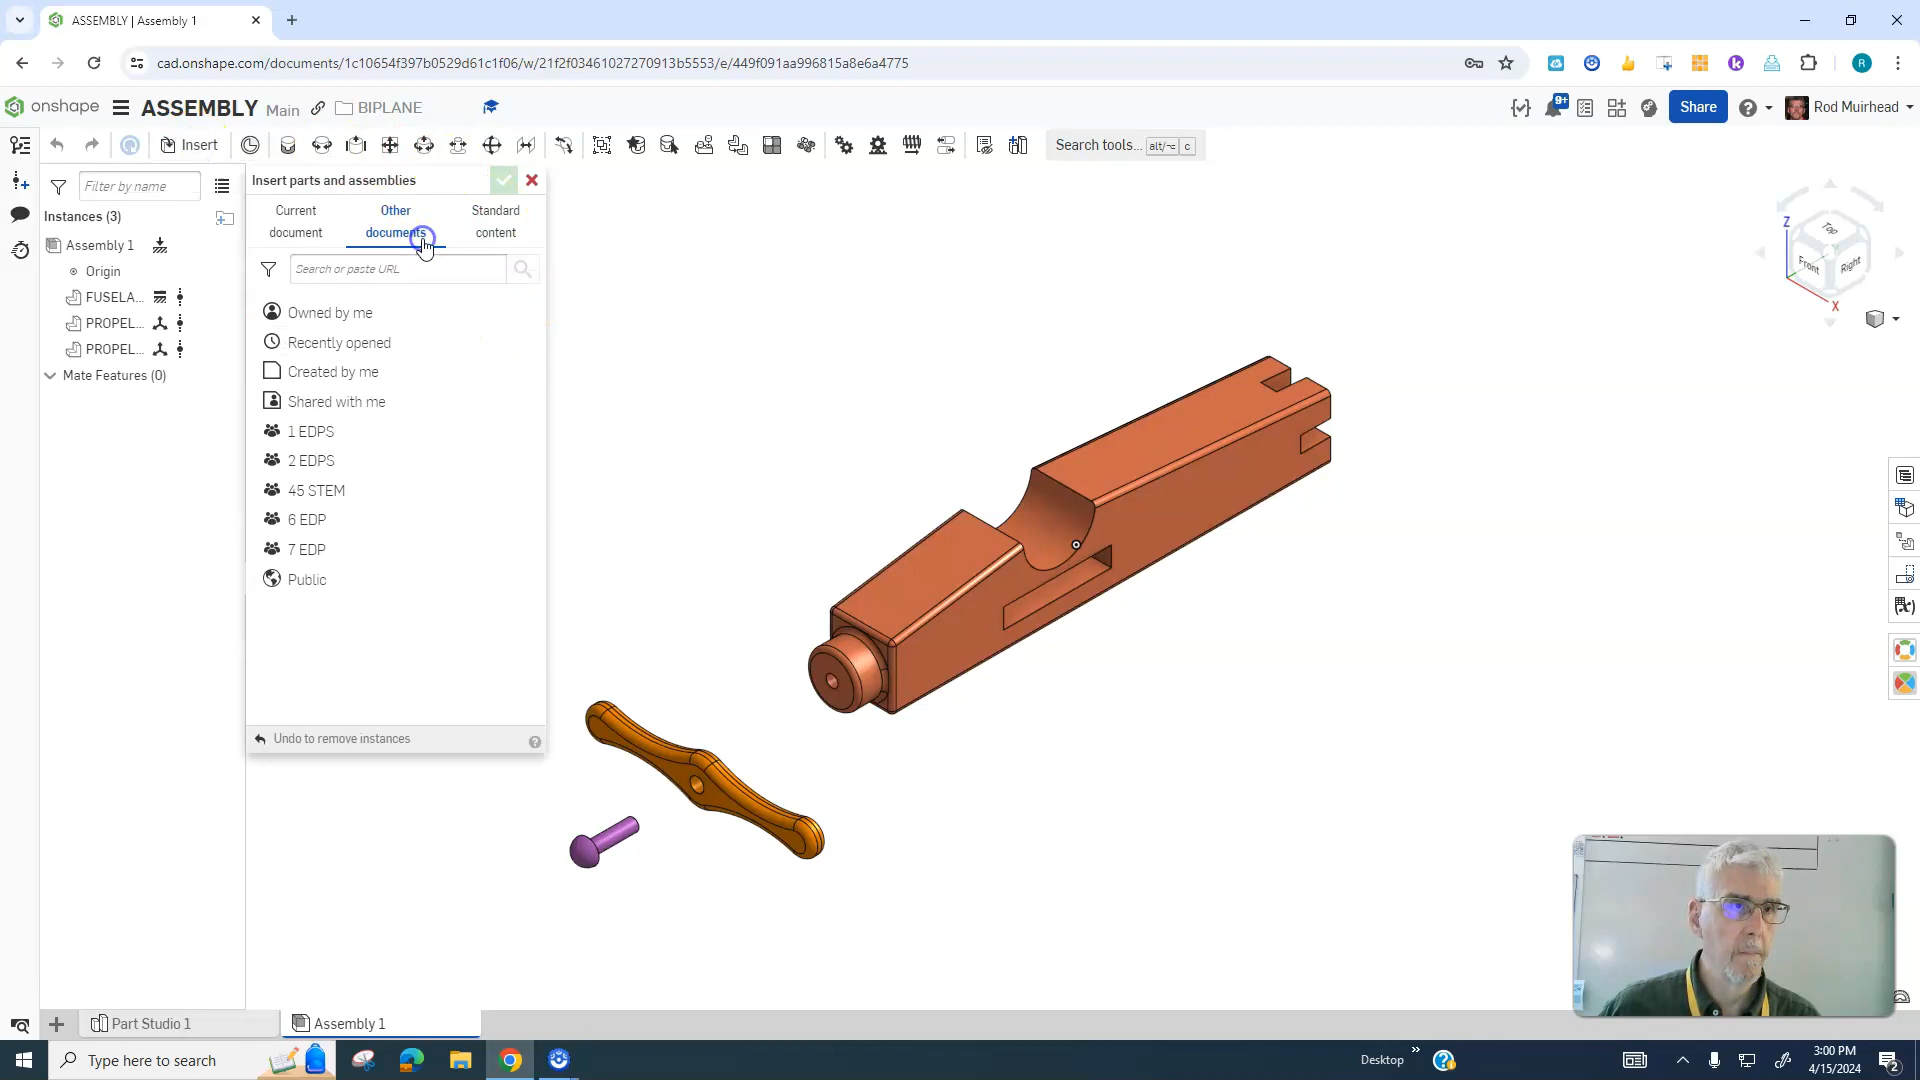 ASSEMBLY | Assembly 1
cad.onshape.com/documents/1c10654f397b0529d61c1f06/w/21f2f03461027270913b5553/e/449f091aa996815a8e6a4775
R
onshape
ASSEMBLY Main BIPLANE
9+
Share
Rod Muirhead
Insert
Search tools... alt/⌥ c
Filter by name
Instances (3)
Assembly 1
Origin
FUSELA...
PROPEL...
PROPEL...
Mate Features (0)
Insert parts and assemblies
Current document
Other documents
Standard content
Search or paste URL
Owned by me
Recently opened
Created by me
Shared with me
1 EDPS
2 EDPS
45 STEM
6 EDP
7 EDP
Public
Undo to remove instances
Z
Top
Front
Right
X
Part Studio 1
Assembly 1
Type here to search
Desktop
3:00 PM
4/15/2024
2